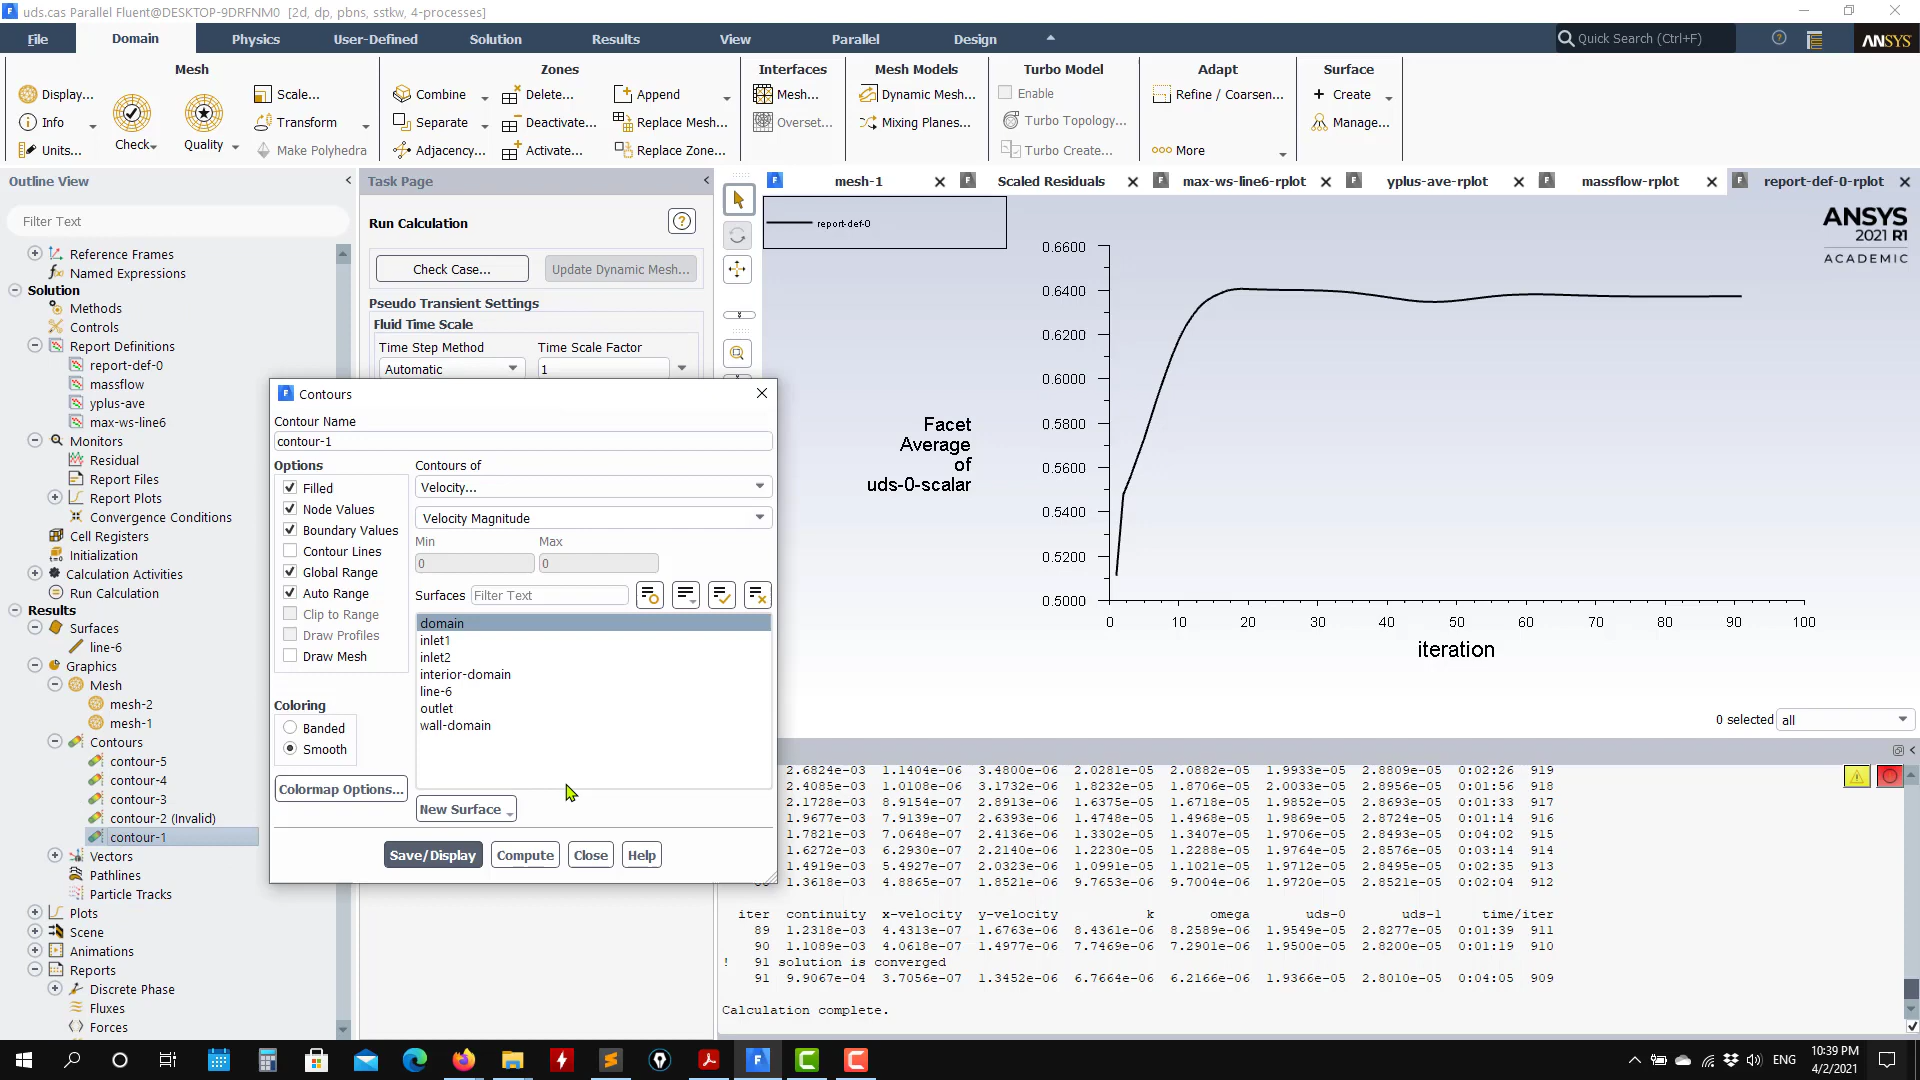 uds.cas Parallel Fluent@DESKTOP-9DRFNM0 [2d, dp, pbns, sstkw, 4-processes]
File Domain Physics User-Defined Solution Results View Parallel Design Quick Search (Ctrl+F) ANSYS
Mesh Zones Interfaces Mesh Models Turbo Model Adapt Surface
Display... Scale... Combine Delete... Append Mesh... Dynamic Mesh... Enable Refine / Coarsen... Create
Info Transform Separate Deactivate... Replace Mesh... Overset... Mixing Planes... Turbo Topology... Manage...
Units... Check Quality Make Polyhedra Adjacency... Activate... Replace Zone... Turbo Create... More
Outline View
Filter Text
Reference Frames
Named Expressions
Solution
Methods
Controls
Report Definitions
report-def-0
massflow
yplus-ave
max-ws-line6
Monitors
Residual
Report Files
Report Plots
Convergence Conditions
Cell Registers
Initialization
Calculation Activities
Run Calculation
Results
Surfaces
line-6
Graphics
Mesh
mesh-2
mesh-1
Contours
contour-5
contour-4
contour-3
contour-2 (Invalid)
contour-1
Vectors
Pathlines
Particle Tracks
Plots
Scene
Animations
Reports
Discrete Phase
Fluxes
Forces
Task Page
Run Calculation
Check Case... Update Dynamic Mesh...
Pseudo Transient Settings
Fluid Time Scale
Time Step Method Time Scale Factor
Automatic 1
Contours
Contour Name
contour-1
Options
Filled
Node Values
Boundary Values
Contour Lines
Global Range
Auto Range
Clip to Range
Draw Profiles
Draw Mesh
Coloring
Banded
Smooth
Colormap Options...
Contours of
Velocity...
Velocity Magnitude
Min Max
0 0
Surfaces Filter Text
domain
inlet1
inlet2
interior-domain
line-6
outlet
wall-domain
New Surface
Save/Display Compute Close Help
mesh-1 Scaled Residuals max-ws-line6-rplot yplus-ave-rplot massflow-rplot report-def-0-rplot
report-def-0
ANSYS
2021 R1
ACADEMIC
0.6600
0.6400
0.6200
0.6000
0.5800
0.5600
0.5400
0.5200
0.5000
Facet
Average
of
uds-0-scalar
0 10 20 30 40 50 60 70 80 90 100
iteration
0 selected all
2.6824e-03 1.1404e-06 3.4800e-06 2.0281e-05 2.0882e-05 1.9933e-05 2.8809e-05 0:02:26 919
2.4085e-03 1.0108e-06 3.1732e-06 1.8232e-05 1.8706e-05 2.0033e-05 2.8956e-05 0:01:56 918
2.1728e-03 8.9154e-07 2.8913e-06 1.6375e-05 1.6718e-05 1.9852e-05 2.8693e-05 0:01:33 917
1.9677e-03 7.9139e-07 2.6393e-06 1.4748e-05 1.4968e-05 1.9869e-05 2.8724e-05 0:01:14 916
1.7821e-03 7.0648e-07 2.4136e-06 1.3302e-05 1.3407e-05 1.9706e-05 2.8493e-05 0:04:02 915
1.6272e-03 6.2930e-07 2.2140e-06 1.2230e-05 1.2288e-05 1.9764e-05 2.8576e-05 0:03:14 914
1.4919e-03 5.4927e-07 2.0323e-06 1.0991e-05 1.1021e-05 1.9712e-05 2.8495e-05 0:02:35 913
1.3618e-03 4.8865e-07 1.8521e-06 9.7653e-06 9.7004e-06 1.9720e-05 2.8521e-05 0:02:04 912
iter continuity x-velocity y-velocity k omega uds-0 uds-1 time/iter
89 1.2318e-03 4.4313e-07 1.6763e-06 8.4361e-06 8.2589e-06 1.9549e-05 2.8277e-05 0:01:39 911
90 1.1089e-03 4.0618e-07 1.4977e-06 7.7469e-06 7.2901e-06 1.9500e-05 2.8200e-05 0:01:19 910
! 91 solution is converged
91 9.9067e-04 3.7056e-07 1.3452e-06 6.7664e-06 6.2166e-06 1.9366e-05 2.8010e-05 0:04:05 909
Calculation complete.
ENG
10:39 PM
4/2/2021